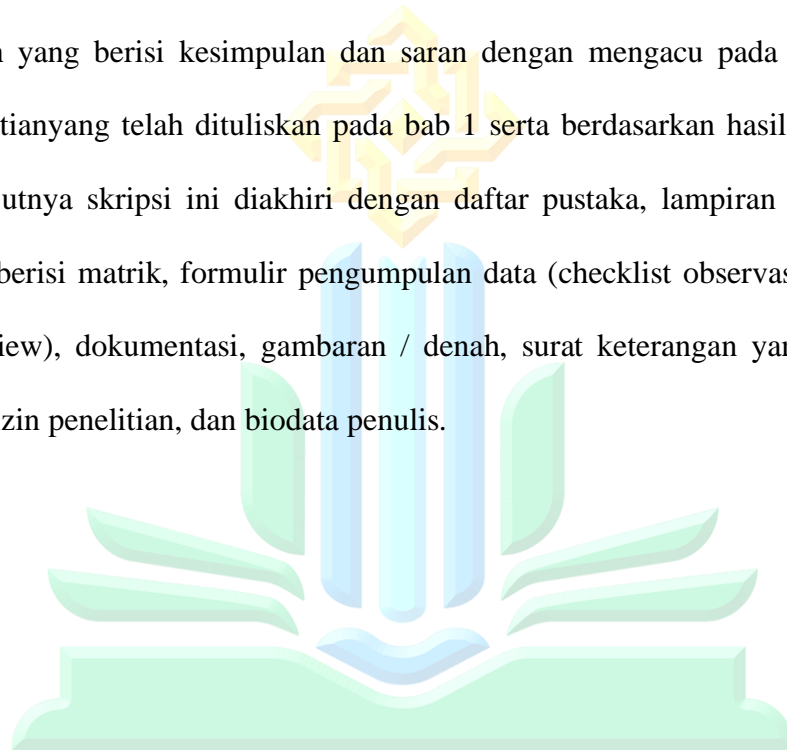 yang berisi kesimpulan dan saran dengan mengacu pada
tianyang telah dituliskan pada bab 1 serta berdasarkan hasil
utnya skripsi ini diakhiri dengan daftar pustaka, lampiran
berisi matrik, formulir pengumpulan data (checklist observas
iew), dokumentasi, gambaran / denah, surat keterangan yan
zin penelitian, dan biodata penulis.